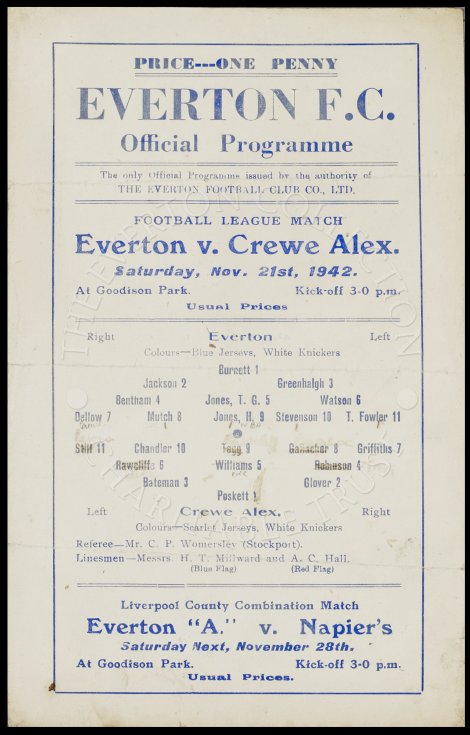 PRICE---ONE PENNY
EVERTON F.C.
Official Programme
The only Official Programme issued by the authority of
THE EVERTON FOOTBALL CLUB CO., LTD.
FOOTBALL LEAGUE MATCH
Everton v. Crewe Alex.
Saturday, Nov. 21st, 1942.
At Goodison Park. Kick-off 3-0 p.m.
Usual Prices
Right Everton Left
Colours—Blue Jerseys, White Knickers
Burnett 1
Jackson 2 Greenhalgh 3
Bentham 4 Jones, T. G. 5 Watson 6
Dellow 7 Mutch 8 Jones, H. 9 Stevenson 10 T. Fowler 11
Still 11 Chandler 10 Tagg 9 Gallacher 8 Griffiths 7
Rawcliffe 6 Williams 5 Robinson 4
Bateman 3 Glover 2
Poskett 1
Left Crewe Alex. Right
Colours—Scarlet Jerseys, White Knickers
Referee—Mr. C. P. Womersley (Stockport).
Linesmen—Messrs. H. T. Millward and A. C. Hall.
(Blue Flag) (Red Flag)
Liverpool County Combination Match
Everton "A." v. Napier's
Saturday Next, November 28th.
At Goodison Park. Kick-off 3-0 p.m.
Usual Prices.
THE EVERTON COLLECTION
CHARITABLE TRUST